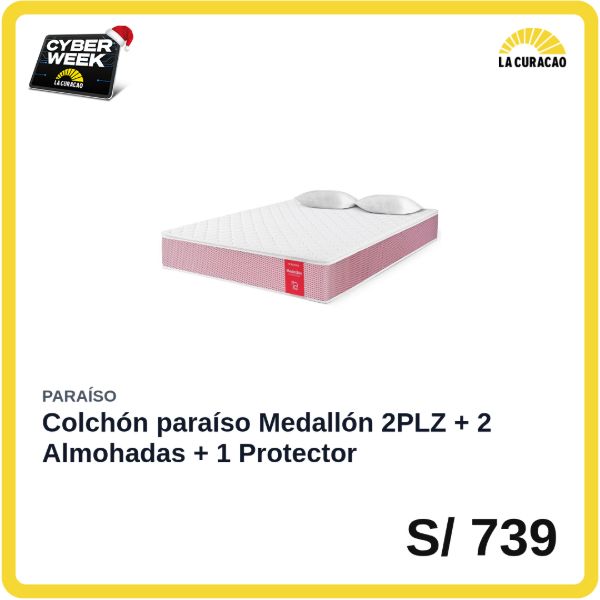 CYBER
WEEK
LA CURACAO
LA CURACAO
PARAÍSO
Colchón paraíso Medallón 2PLZ + 2
Almohadas + 1 Protector
S/ 739